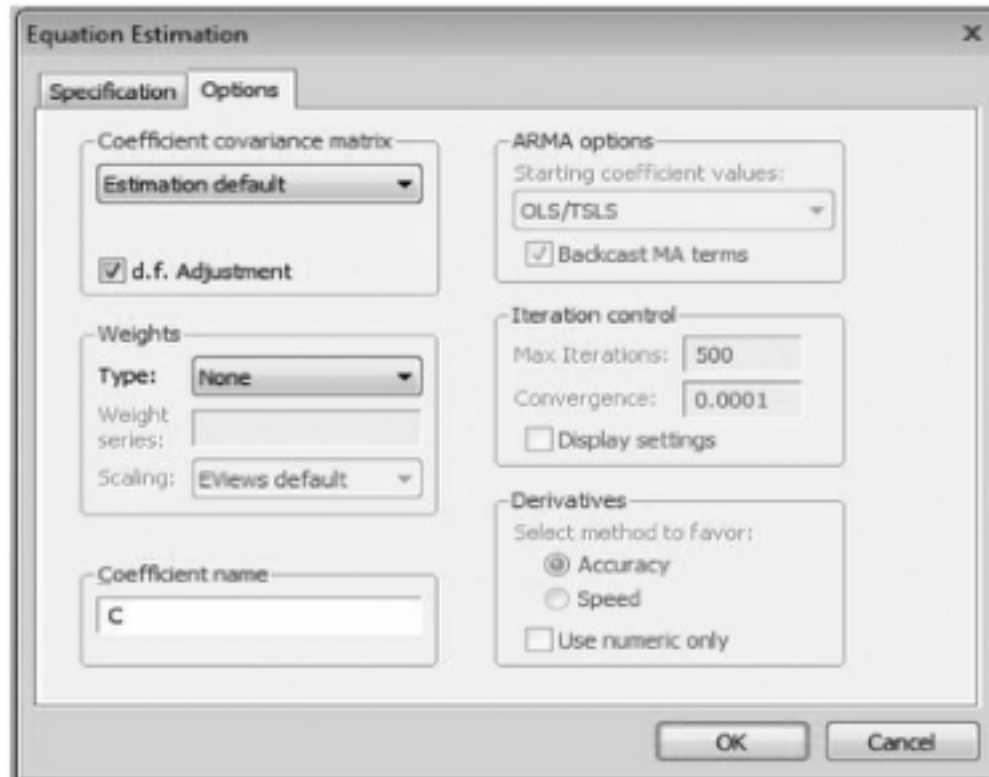 Equation Estimation
Specification
Options
Coefficient covariance matrix
Estimation default
d.f. Adjustment
Weights
Type: None
Weight
series:
Scaling: EViews default
Coefficient name
C
ARMA options
Starting coefficient values:
OLS/TSLS
Backcast MA terms
Iteration control
Max Iterations: 500
Convergence: 0.0001
Display settings
Derivatives
Select method to favor:
Accuracy
Speed
Use numeric only
OK
Cancel